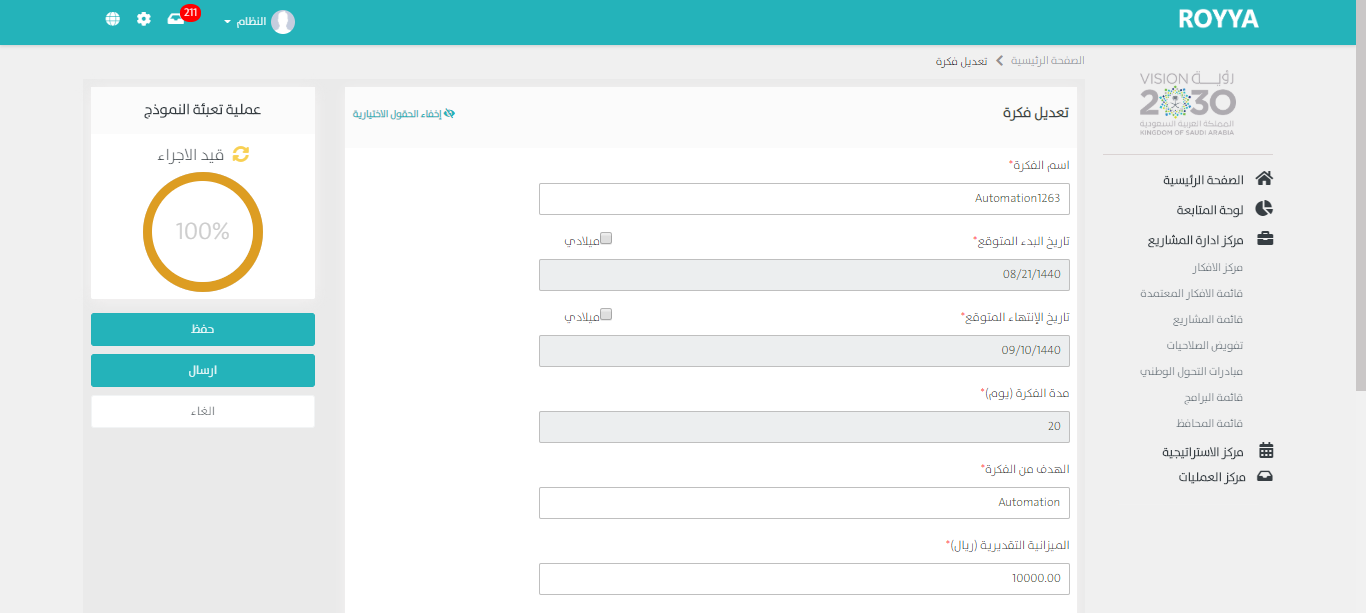 ROYYA
النظام
211
الصفحة الرئيسية
تعديل فكرة
VISION رؤيـــة
2030
المملكة العربية السعودية
KINGDOM OF SAUDI ARABIA
الصفحة الرئيسية
لوحة المتابعة
مركز ادارة المشاريع
مركز الافكار
قائمة الافكار المعتمدة
قائمة المشاريع
تفويض الصلاحيات
مبادرات التحول الوطني
قائمة البرامج
قائمة المحافظ
مركز الاستراتيجية
مركز العمليات
تعديل فكرة
إخفاء الحقول الاختيارية
اسم الفكرة*
Automation1263
تاريخ البدء المتوقع*
ميلادي
08/21/1440
تاريخ الإنتهاء المتوقع*
ميلادي
09/10/1440
مدة الفكرة (يوم)*
20
الهدف من الفكرة*
Automation
الميزانية التقديرية (ريال)*
10000.00
عملية تعبئة النموذج
قيد الاجراء
100%
حفظ
ارسال
الغاء